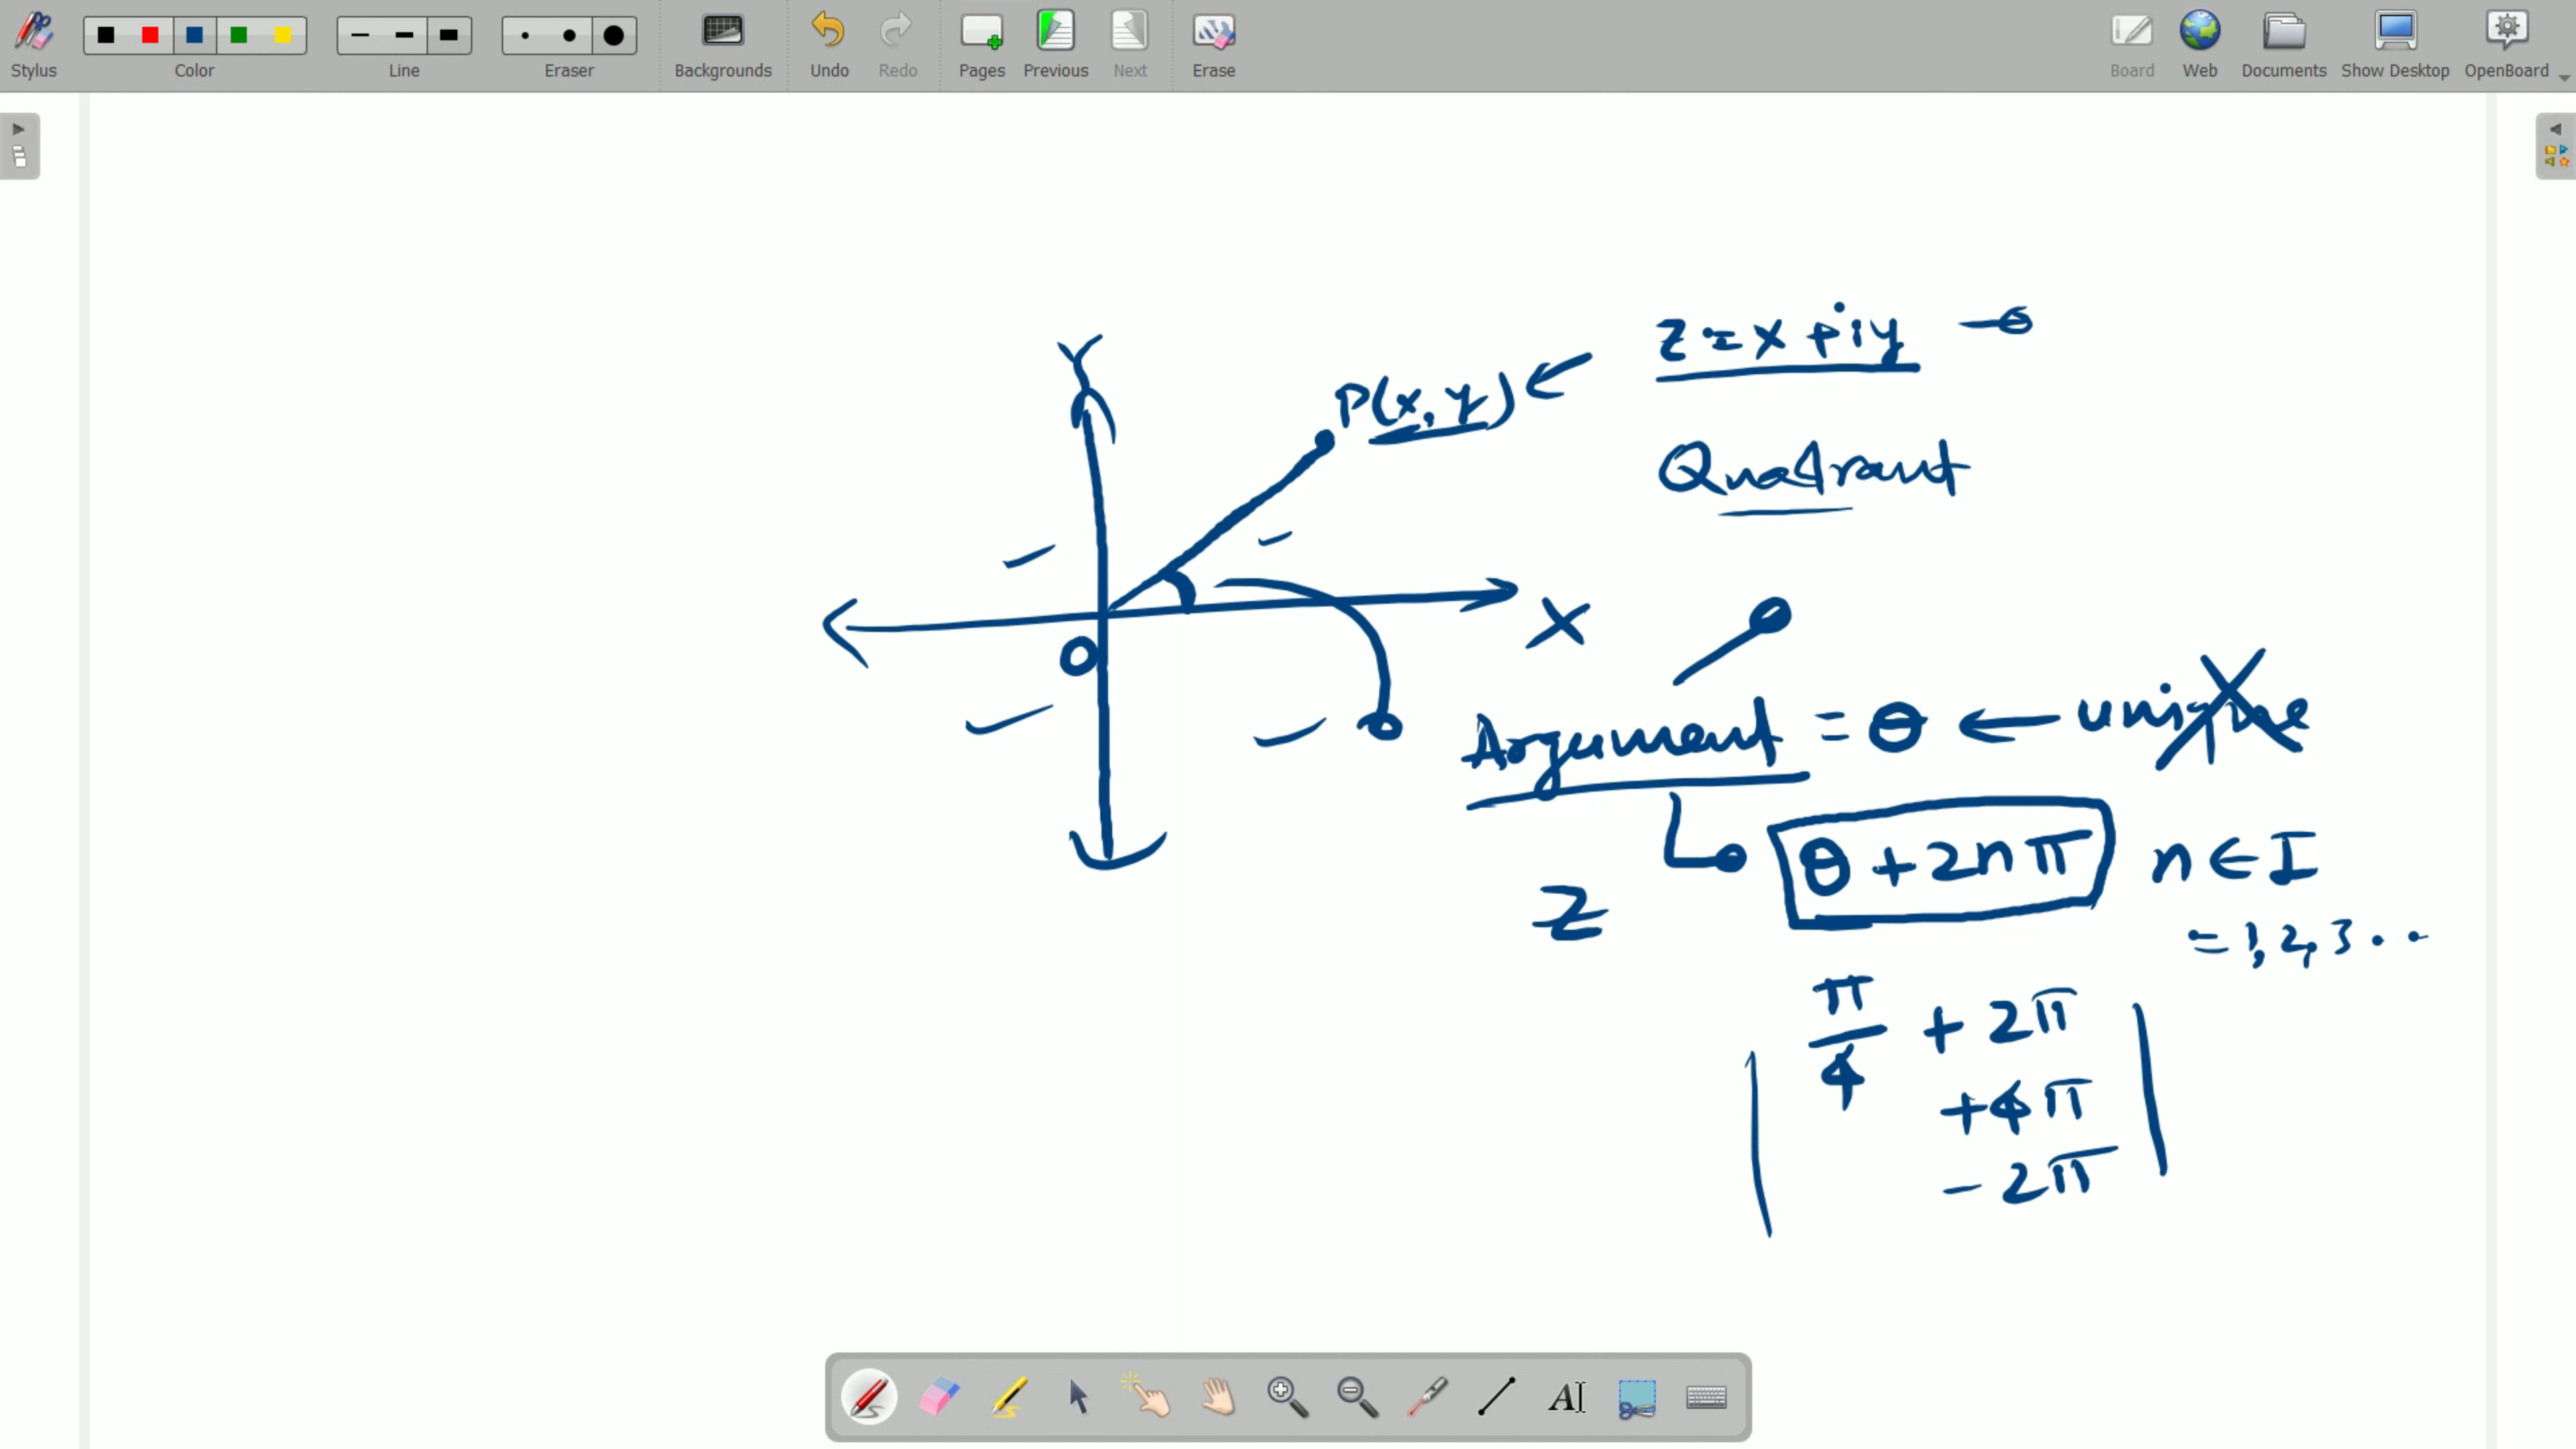 Stylus Color Line Eraser Backgrounds Undo Redo Pages Previous Next Erase Board Web Documents Show Desktop OpenBoard
Y
z = x + iy
P(x, y)
Quadrant
X
O
Argument = θ ← unique
θ + 2nπ n ∈ I
z
= 1, 2, 3 . .
π/4 + 2π
+4π
- 2π